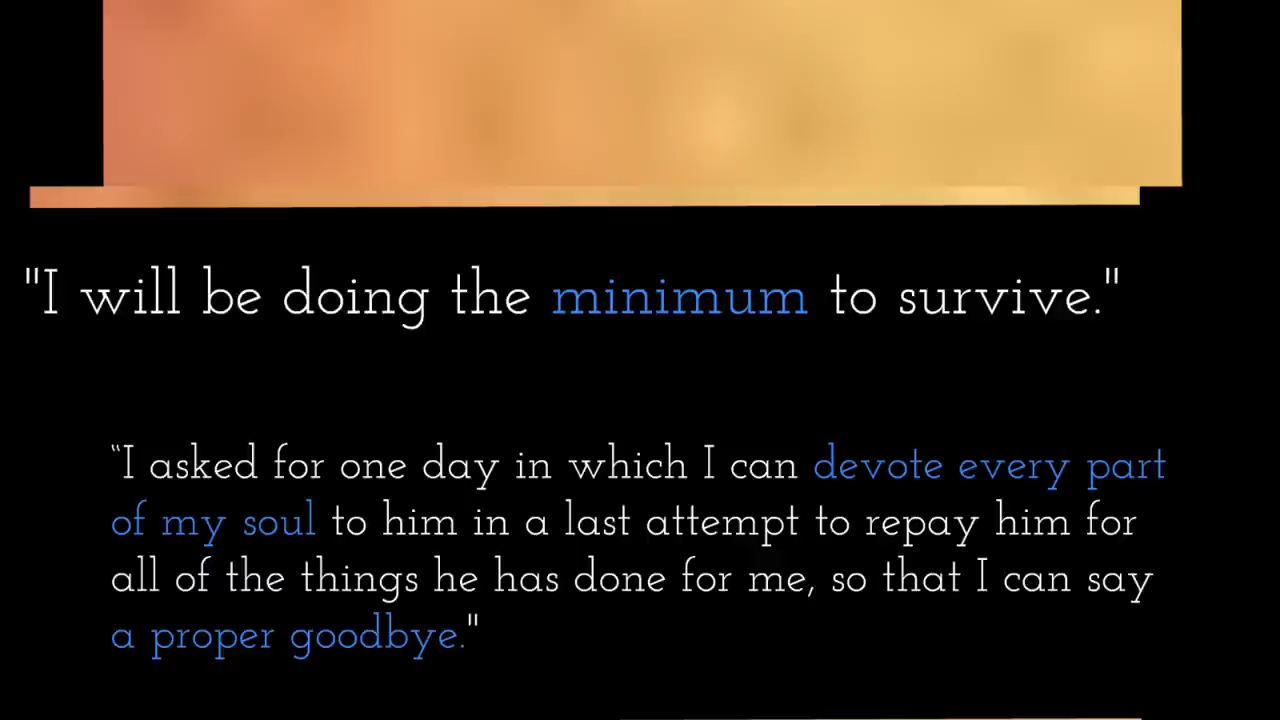 "I will be doing the minimum to survive."
“I asked for one day in which I can devote every part
of my soul to him in a last attempt to repay him for
all of the things he has done for me, so that I can say
a proper goodbye."